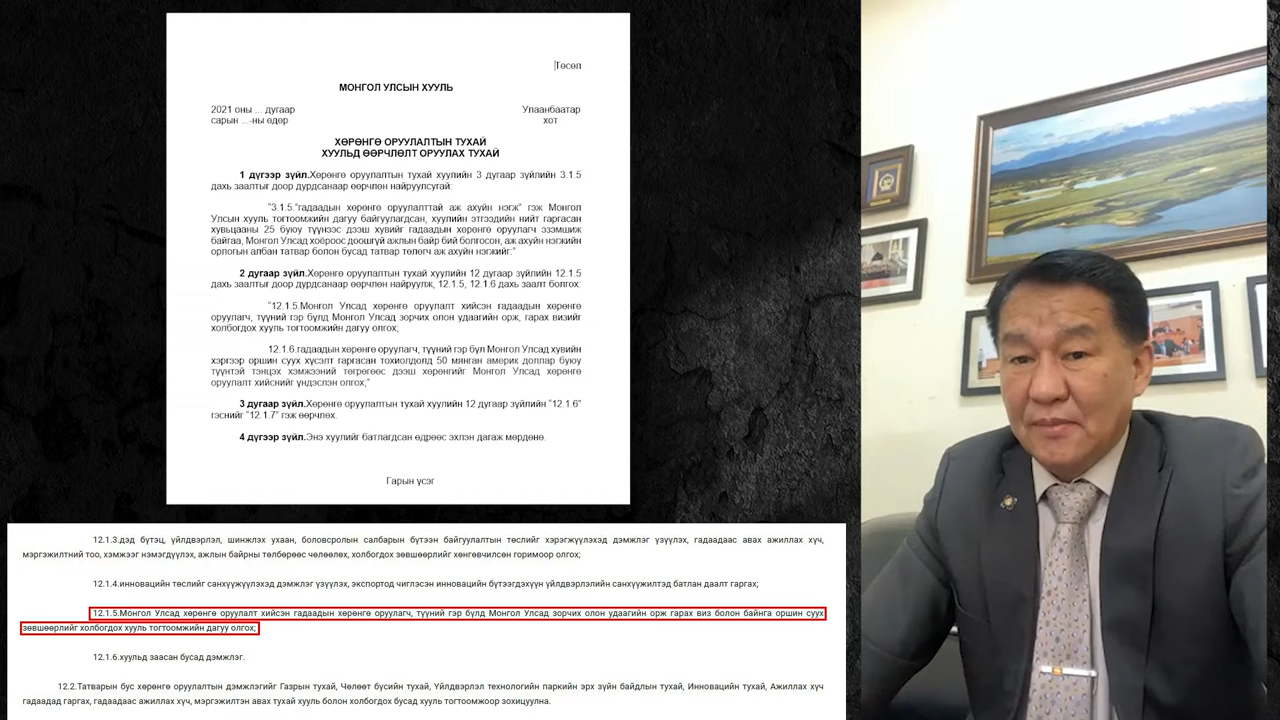 Төсөл
МОНГОЛ УЛСЫН ХУУЛЬ
2021 оны ... дугаар
сарын ...-ны өдөр
Улаанбаатар
хот
ХӨРӨНГӨ ОРУУЛАЛТЫН ТУХАЙ
ХУУЛЬД ӨӨРЧЛӨЛТ ОРУУЛАХ ТУХАЙ
1 дүгээр зүйл.Хөрөнгө оруулалтын тухай хуулийн 3 дугаар зүйлийн 3.1.5
дахь заалтыг доор дурдсанаар өөрчлөн найруулсугай:
"3.1.5."гадаадын хөрөнгө оруулалттай аж ахуйн нэгж" гэж Монгол
Улсын хууль тогтоомжийн дагуу байгуулагдсан, хуулийн этгээдийн нийт гаргасан
хувьцааны 25 буюу түүнээс дээш хувийг гадаадын хөрөнгө оруулагч эзэмшиж
байгаа, Монгол Улсад хоёроос доошгүй ажлын байр бий болгосон, аж ахуйн нэгжийн
орлогын албан татвар болон бусад татвар төлөгч аж ахуйн нэгжийг:"
2 дугаар зүйл.Хөрөнгө оруулалтын тухай хуулийн 12 дугаар зүйлийн 12.1.5
дахь заалтыг доор дурдсанаар өөрчлөн найруулж, 12.1.5, 12.1.6 дахь заалт болгох:
"12.1.5.Монгол Улсад хөрөнгө оруулалт хийсэн гадаадын хөрөнгө
оруулагч, түүний гэр бүлд Монгол Улсад зорчих олон удаагийн орж, гарах визийг
холбогдох хууль тогтоомжийн дагуу олгох;
12.1.6.гадаадын хөрөнгө оруулагч, түүний гэр бүл Монгол Улсад хувийн
хэргээр оршин суух хүсэлт гаргасан тохиолдолд 50 мянган америк доллар буюу
түүнтэй тэнцэх хэмжээний төгрөгөөс дээш хөрөнгийг Монгол Улсад хөрөнгө
оруулалт хийснийг үндэслэн олгох;"
3 дугаар зүйл.Хөрөнгө оруулалтын тухай хуулийн 12 дугаар зүйлийн "12.1.6"
гэснийг "12.1.7" гэж өөрчлөх.
4 дүгээр зүйл.Энэ хуулийг батлагдсан өдрөөс эхлэн дагаж мөрдөнө.
Гарын үсэг
12.1.3.дэд бүтэц, үйлдвэрлэл, шинжлэх ухаан, боловсролын салбарын бүтээн байгуулалтын төслийг хэрэгжүүлэхэд дэмжлэг үзүүлэх, гадаадаас авах ажиллах хүч,
мэргэжилтний тоо, хэмжээг нэмэгдүүлэх, ажлын байрны төлбөрөөс чөлөөлөх, холбогдох зөвшөөрлийг хөнгөвчилсөн горимоор олгох;
12.1.4.инновацийн төслийг санхүүжүүлэхэд дэмжлэг үзүүлэх, экспортод чиглэсэн инновацийн бүтээгдэхүүн үйлдвэрлэлийн санхүүжилтэд батлан даалт гаргах;
12.1.5.Монгол Улсад хөрөнгө оруулалт хийсэн гадаадын хөрөнгө оруулагч, түүний гэр бүлд Монгол Улсад зорчих олон удаагийн орж гарах виз болон байнга оршин суух
зөвшөөрлийг холбогдох хууль тогтоомжийн дагуу олгох;
12.1.6.хуульд заасан бусад дэмжлэг.
12.2.Татварын бус хөрөнгө оруулалтын дэмжлэгийг Газрын тухай, Чөлөөт бүсийн тухай, Үйлдвэрлэл технологийн паркийн эрх зүйн байдлын тухай, Инновацийн тухай, Ажиллах хүч
гадаадад гаргах, гадаадаас ажиллах хүч, мэргэжилтэн авах тухай хууль болон холбогдох бусад хууль тогтоомжоор зохицуулна.